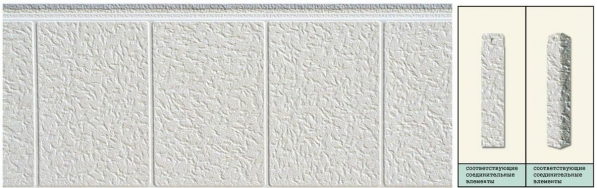 соответствующие
соединительные
элементы
соответствующие
соединительные
элементы